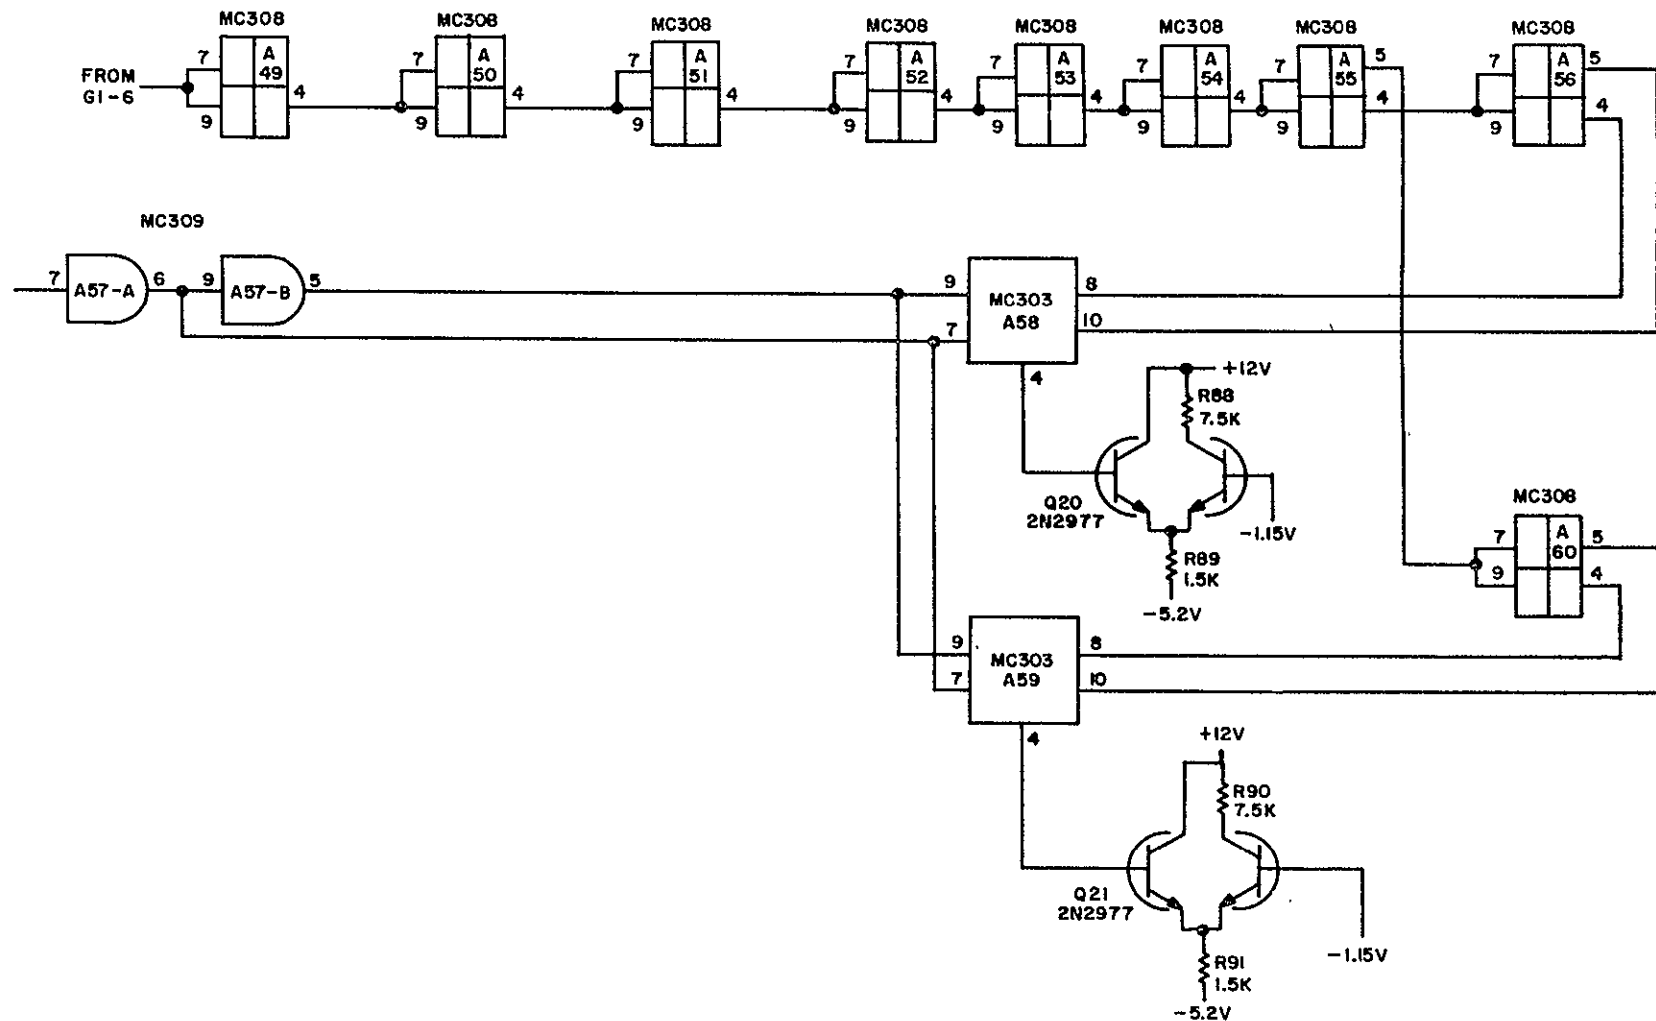 MC308 MC308 MC308 MC308 MC308 MC308 MC308 MC308
FROM
G1-6
7 9 A 49 4
7 9 A 50 4
7 9 A 51 4
7 9 A 52 4
7 9 A 53 4
7 9 A 54 4
7 9 A 55 5 4
7 9 A 56 5 4
MC309
7 A57-A 6 9 A57-B 5
9 7 MC303
A58
8 10 4
+12V
R88
7.5K
Q20
2N2977
-1.15V
R89
1.5K
-5.2V
MC308
7 9 A 60 5 4
9 7 MC303
A59
8 10 4
+12V
R90
7.5K
Q21
2N2977
-1.15V
R91
1.5K
-5.2V